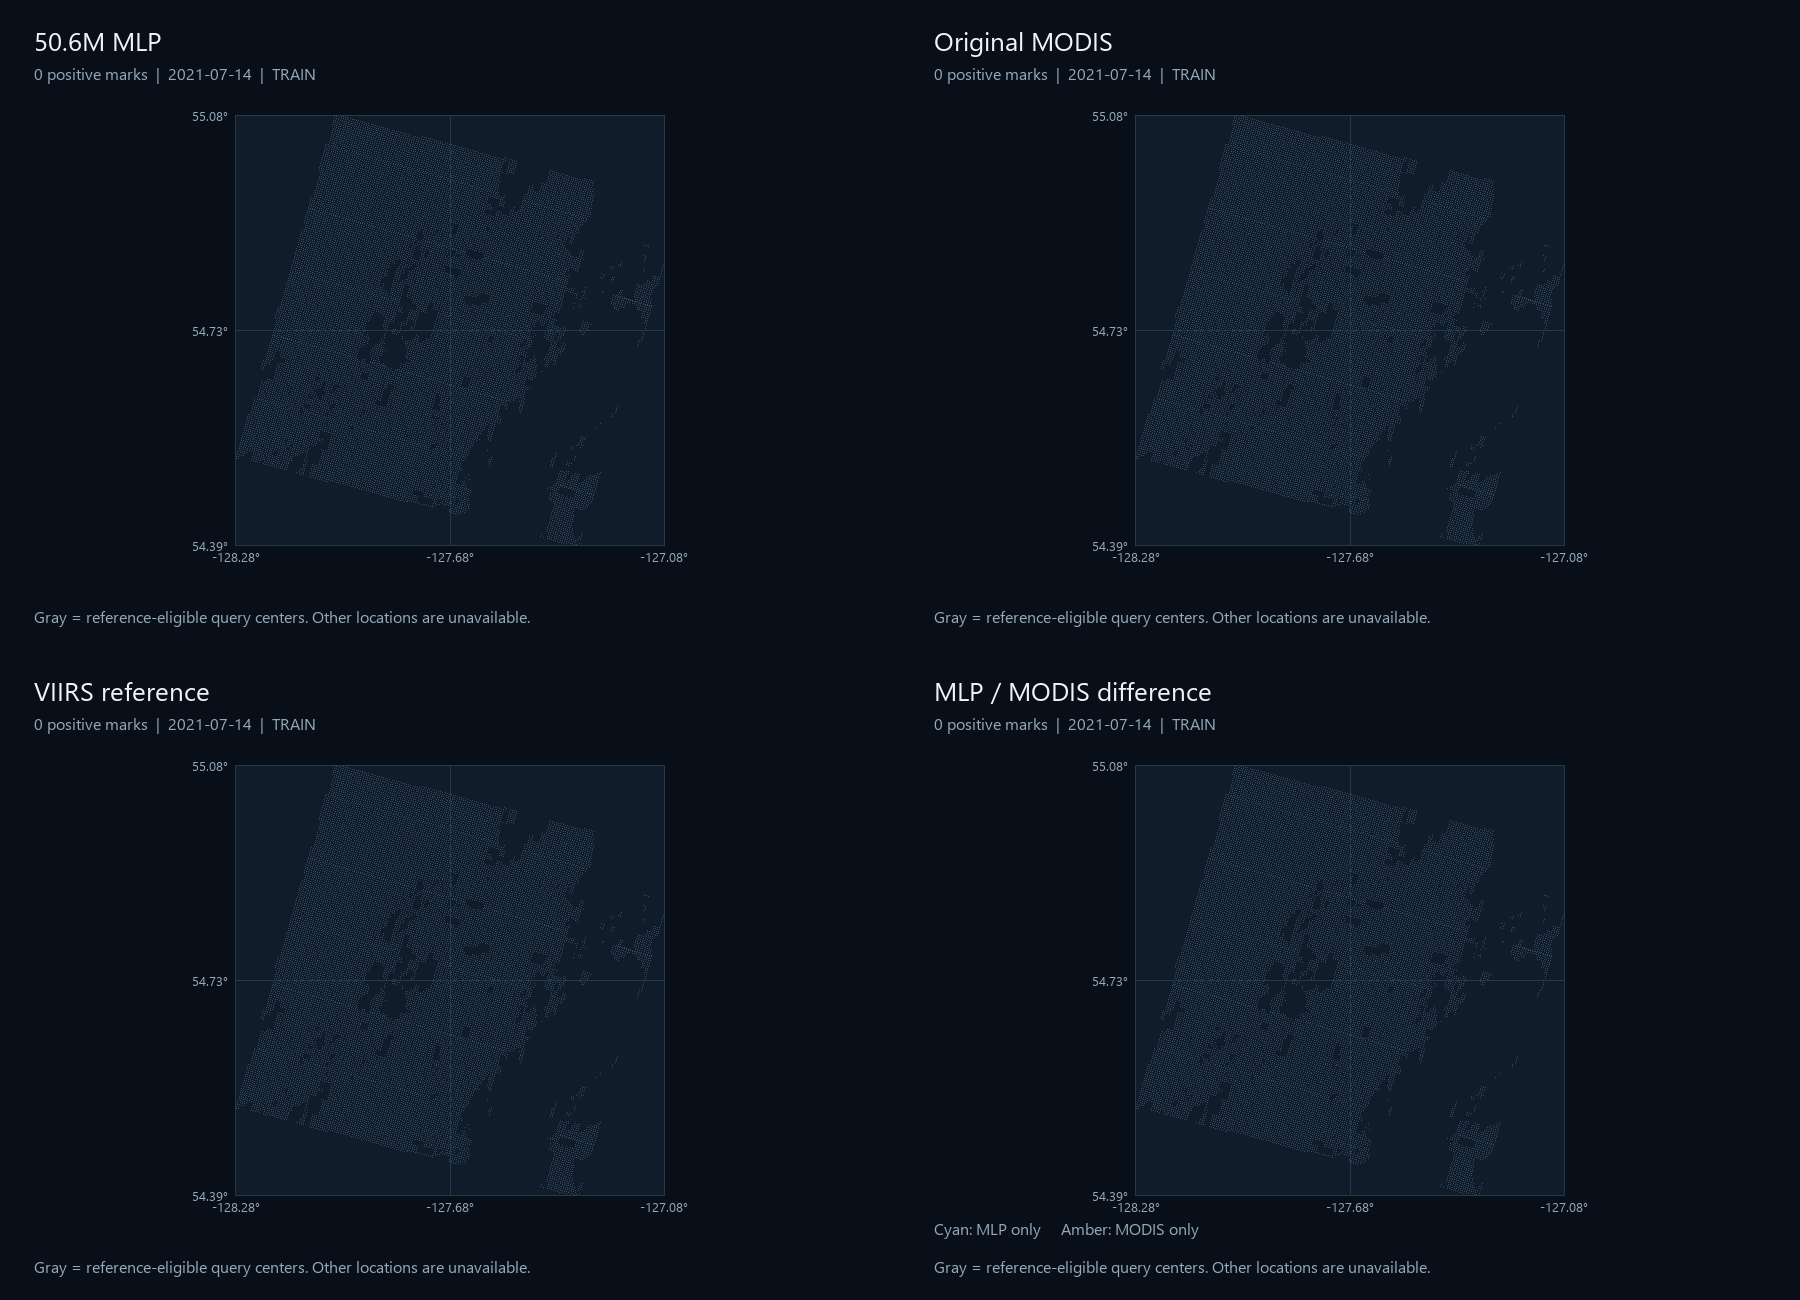 50.6M MLP
0 positive marks | 2021-07-14 | TRAIN
55.08°
54.73°
54.39°
-128.28°
-127.68°
-127.08°
Gray = reference-eligible query centers. Other locations are unavailable.
Original MODIS
0 positive marks | 2021-07-14 | TRAIN
55.08°
54.73°
54.39°
-128.28°
-127.68°
-127.08°
Gray = reference-eligible query centers. Other locations are unavailable.
VIIRS reference
0 positive marks | 2021-07-14 | TRAIN
55.08°
54.73°
54.39°
-128.28°
-127.68°
-127.08°
Gray = reference-eligible query centers. Other locations are unavailable.
MLP / MODIS difference
0 positive marks | 2021-07-14 | TRAIN
55.08°
54.73°
54.39°
-128.28°
-127.68°
-127.08°
Cyan: MLP only Amber: MODIS only
Gray = reference-eligible query centers. Other locations are unavailable.